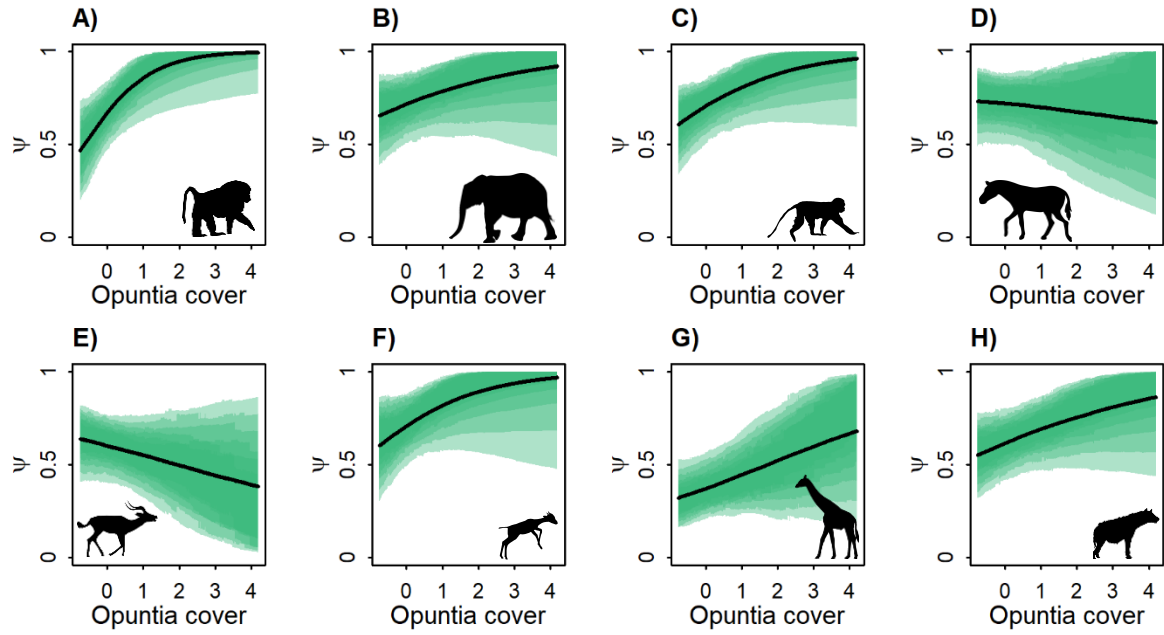 A)
B)
C)
D)
ψ
0
0.5
1
0 1 2 3 4
Opuntia cover
ψ
0
0.5
1
0 1 2 3 4
Opuntia cover
ψ
0
0.5
1
0 1 2 3 4
Opuntia cover
ψ
0
0.5
1
0 1 2 3 4
Opuntia cover
E)
F)
G)
H)
ψ
0
0.5
1
0 1 2 3 4
Opuntia cover
ψ
0
0.5
1
0 1 2 3 4
Opuntia cover
ψ
0
0.5
1
0 1 2 3 4
Opuntia cover
ψ
0
0.5
1
0 1 2 3 4
Opuntia cover